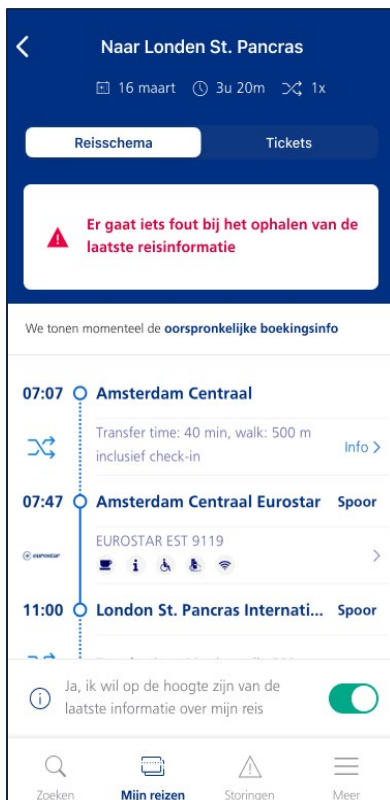 Naar Londen St. Pancras
16 maart 3u 20m 1x
Reisschema Tickets
Er gaat iets fout bij het ophalen van de
laatste reisinformatie
We tonen momenteel de oorspronkelijke boekingsinfo
07:07 Amsterdam Centraal
Transfer time: 40 min, walk: 500 m
inclusief check-in
Info >
07:47 Amsterdam Centraal Eurostar Spoor
EUROSTAR EST 9119
eurostar
11:00 London St. Pancras Internati... Spoor
Ja, ik wil op de hoogte zijn van de
laatste informatie over mijn reis
Zoeken Mijn reizen Storingen Meer